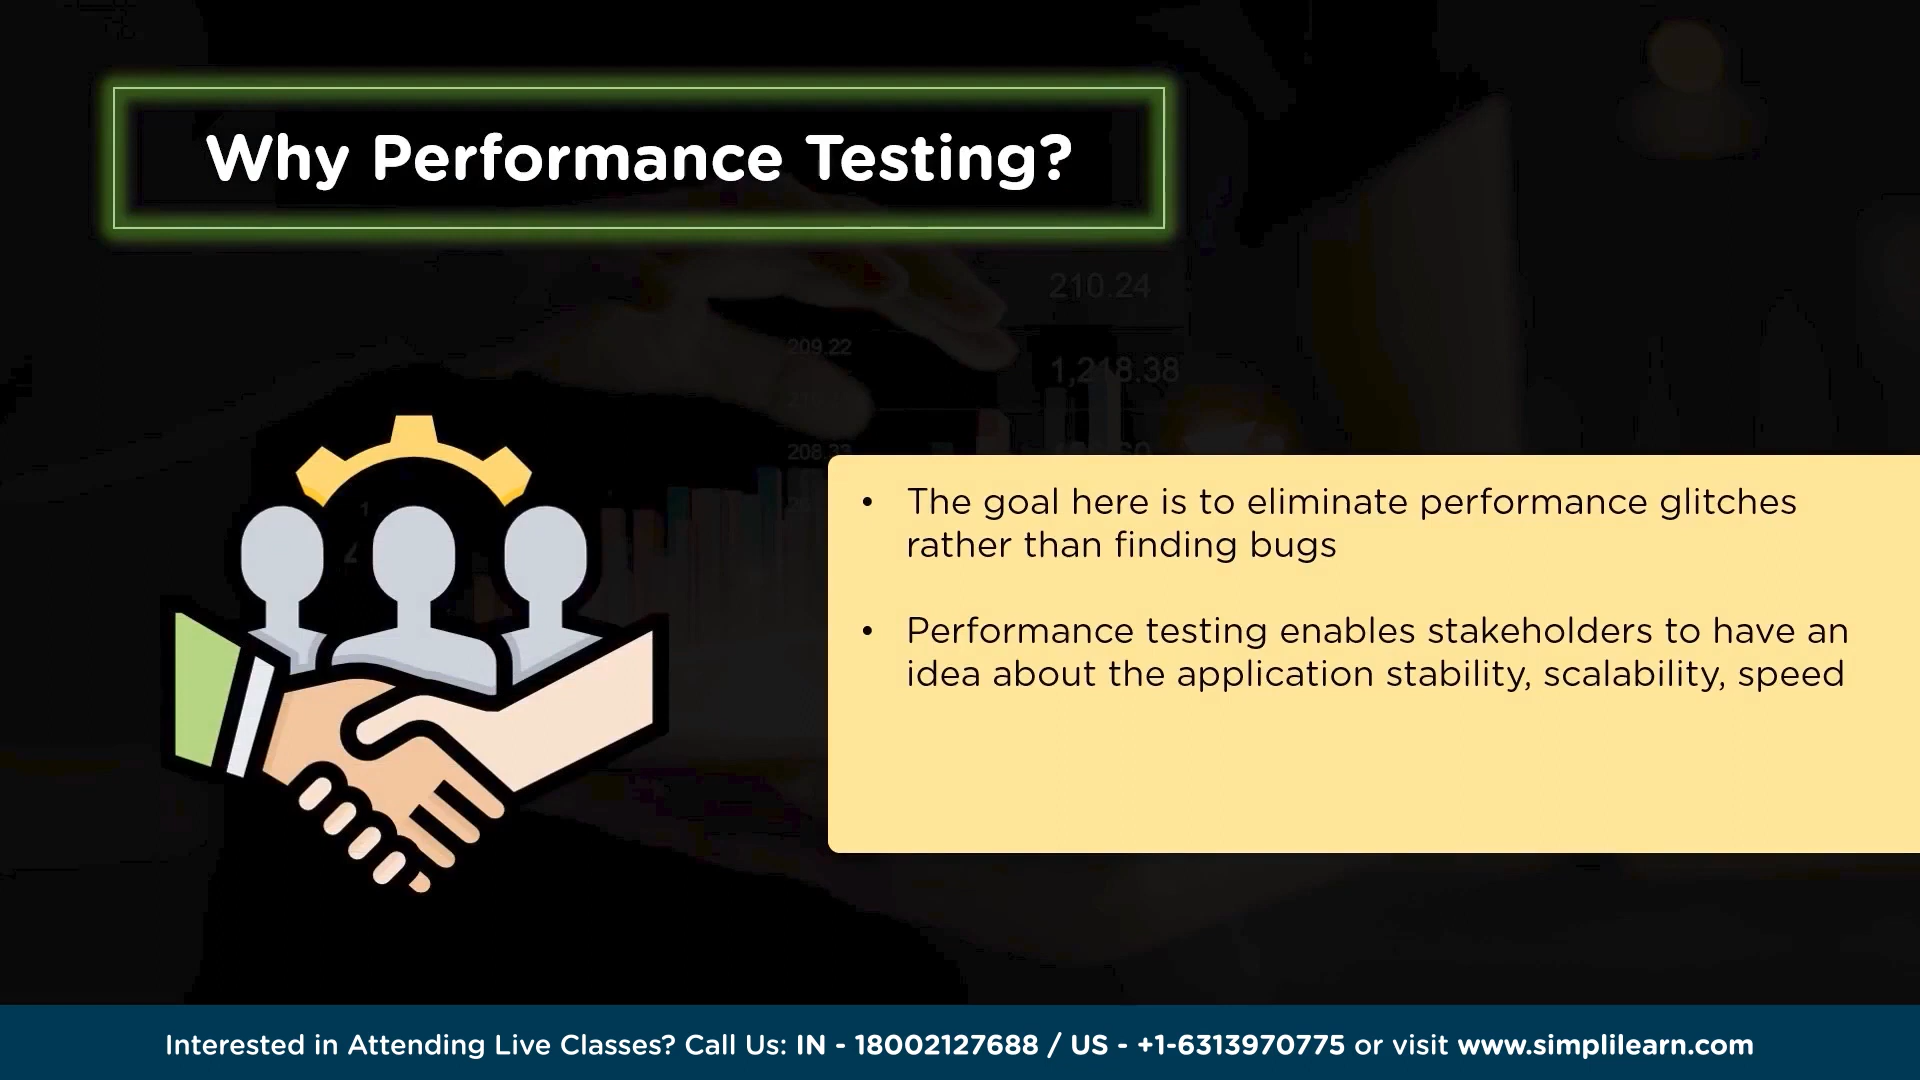 Why Performance Testing?
210.24
209.22
1,218.38
208.33
• The goal here is to eliminate performance glitches
rather than finding bugs
• Performance testing enables stakeholders to have an
idea about the application stability, scalability, speed
Interested in Attending Live Classes? Call Us: IN - 18002127688 / US - +1-6313970775 or visit www.simplilearn.com